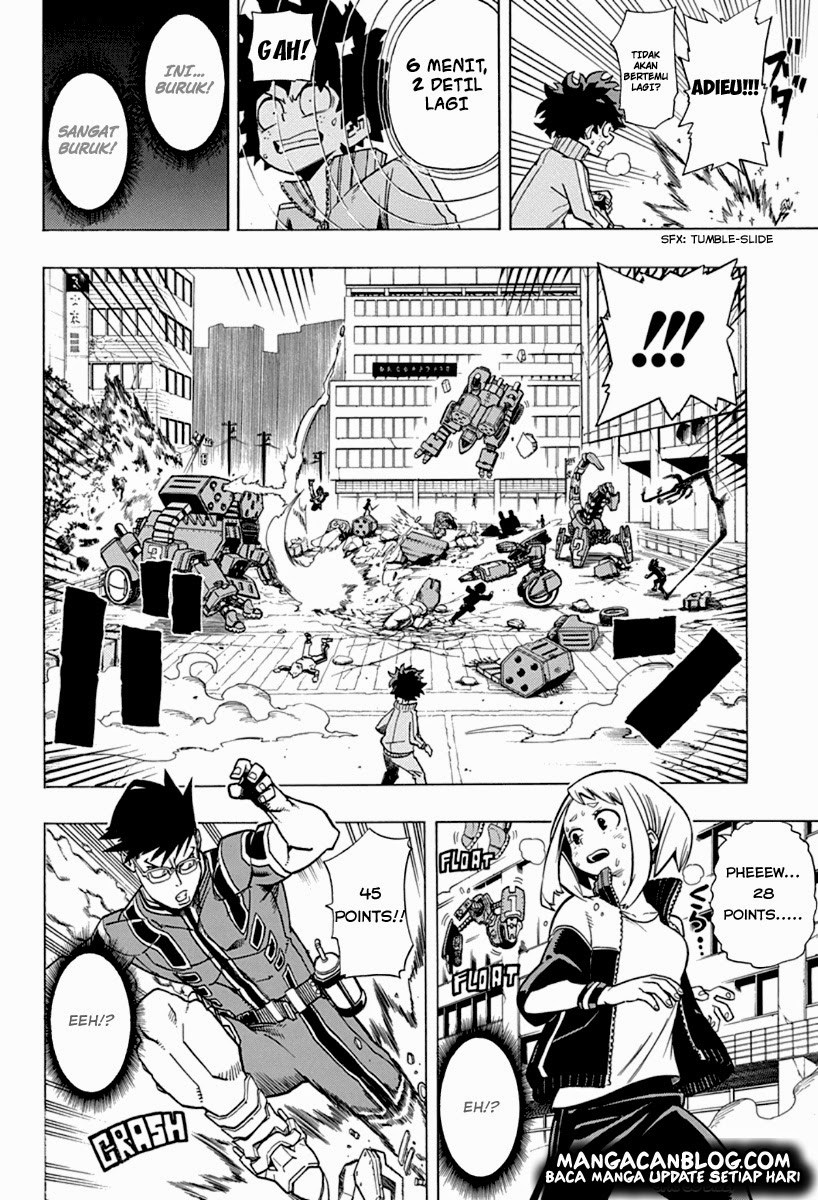 ADIEU!!!
TIDAK
AKAN
BERTEMU
LAGI?
SFX: TUMBLE-SLIDE
6 MENIT,
2 DETIL
LAGI
GAH!
INI...
BURUK!
SANGAT
BURUK!
!!!
PHEEEW...
28
POINTS.....
FLOAT
FLOAT
EH!?
45
POINTS!!
EEH!?
CRASH
MANGACANBLOG.COM
BACA MANGA UPDATE SETIAP HARI